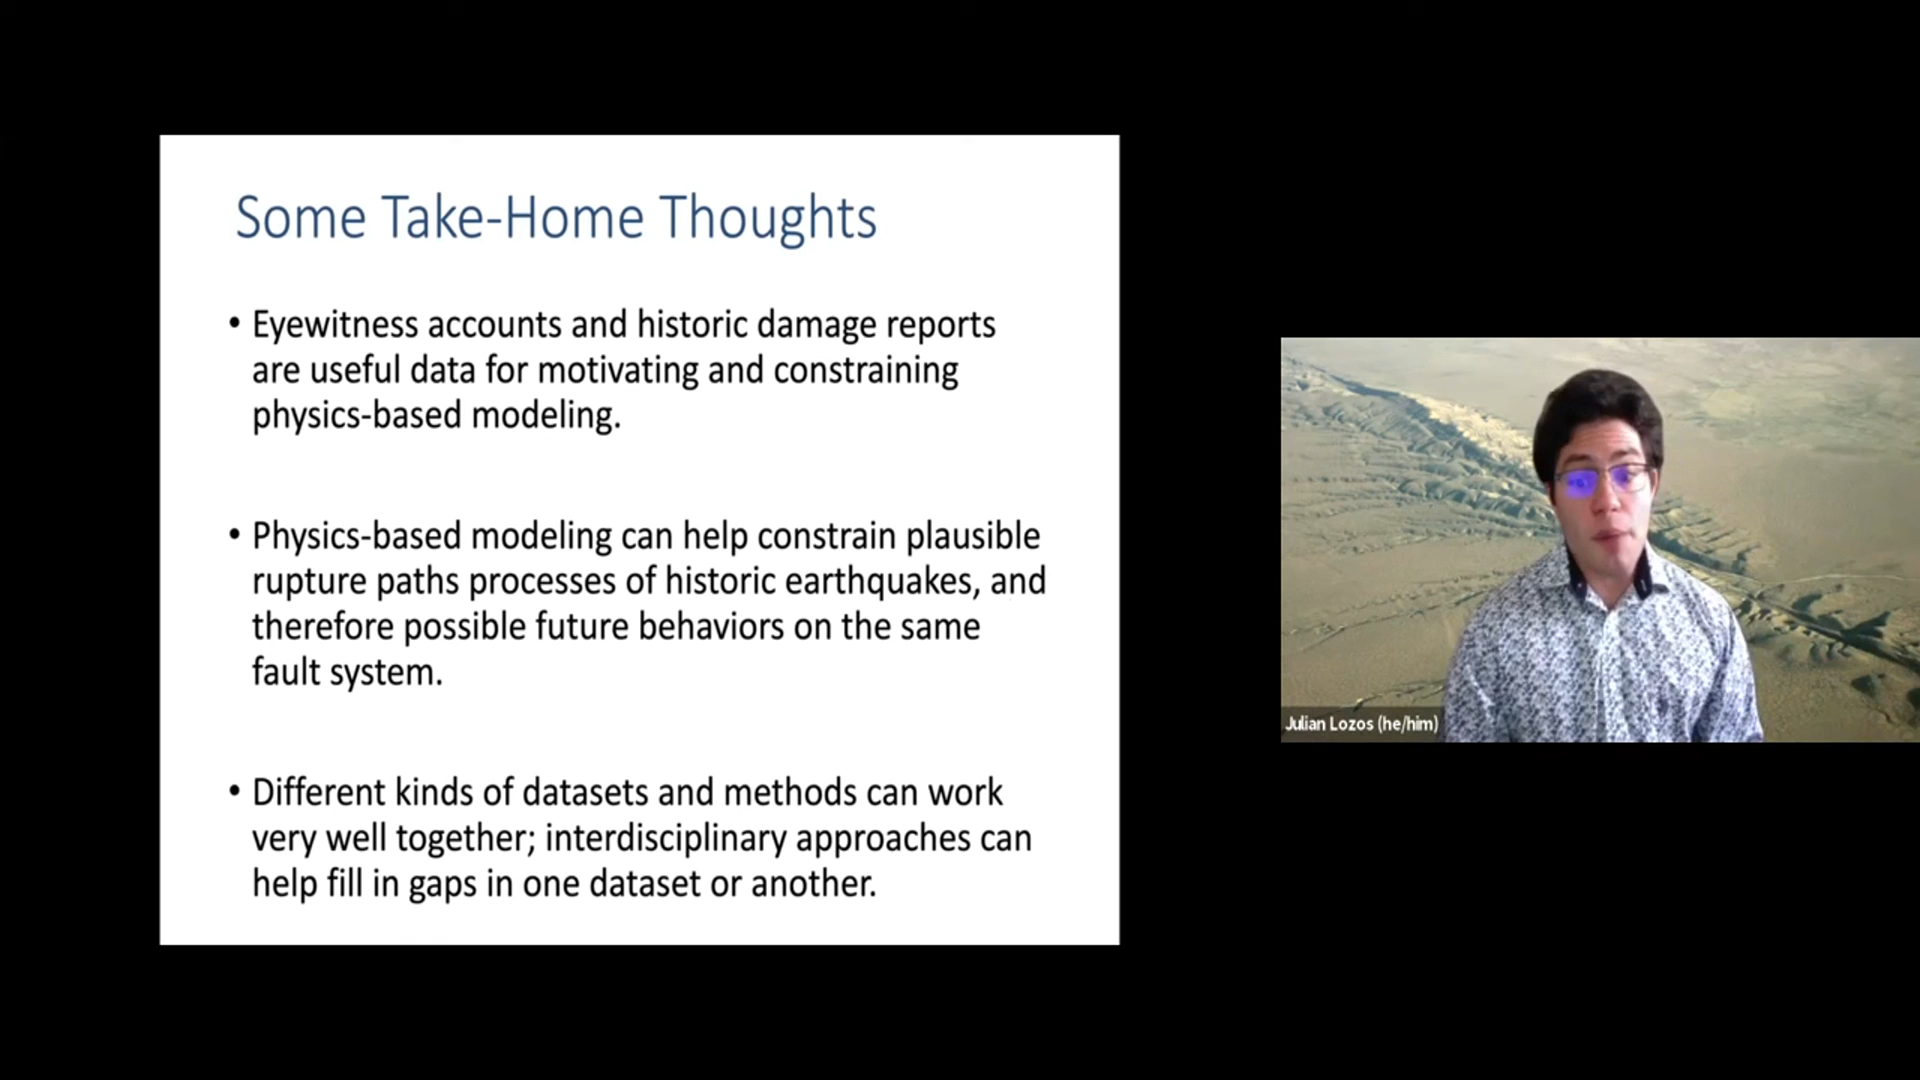 Some Take-Home Thoughts
• Eyewitness accounts and historic damage reports
are useful data for motivating and constraining
physics-based modeling.
• Physics-based modeling can help constrain plausible
rupture paths processes of historic earthquakes, and
therefore possible future behaviors on the same
fault system.
• Different kinds of datasets and methods can work
very well together; interdisciplinary approaches can
help fill in gaps in one dataset or another.
Julian Lozos (he/him)